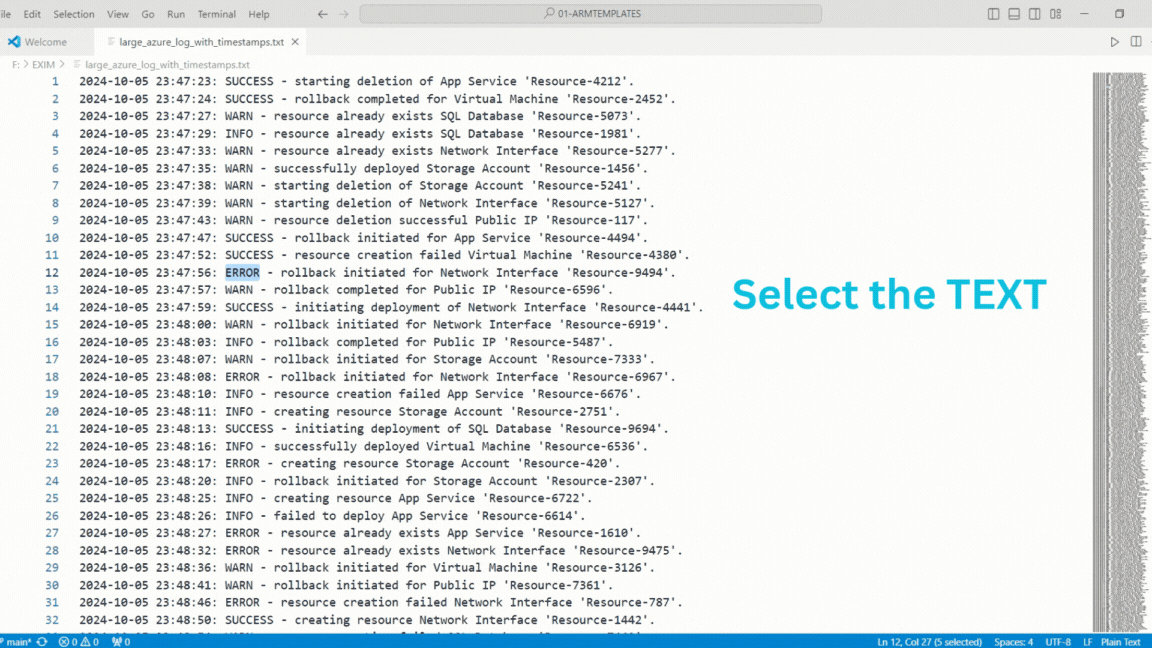 ile Edit Selection View Go Run Terminal Help ← → 01-ARMTEMPLATES
Welcome large_azure_log_with_timestamps.txt ×
F: > EXIM > large_azure_log_with_timestamps.txt
1 2024-10-05 23:47:23: SUCCESS - starting deletion of App Service 'Resource-4212'.
2 2024-10-05 23:47:24: SUCCESS - rollback completed for Virtual Machine 'Resource-2452'.
3 2024-10-05 23:47:27: WARN - resource already exists SQL Database 'Resource-5073'.
4 2024-10-05 23:47:29: INFO - resource already exists SQL Database 'Resource-1981'.
5 2024-10-05 23:47:33: WARN - resource already exists Network Interface 'Resource-5277'.
6 2024-10-05 23:47:35: WARN - successfully deployed Storage Account 'Resource-1456'.
7 2024-10-05 23:47:38: WARN - starting deletion of Storage Account 'Resource-5241'.
8 2024-10-05 23:47:39: WARN - starting deletion of Network Interface 'Resource-5127'.
9 2024-10-05 23:47:43: WARN - resource deletion successful Public IP 'Resource-117'.
10 2024-10-05 23:47:47: SUCCESS - rollback initiated for App Service 'Resource-4494'.
11 2024-10-05 23:47:52: SUCCESS - resource creation failed Virtual Machine 'Resource-4380'.
12 2024-10-05 23:47:56: ERROR - rollback initiated for Network Interface 'Resource-9494'.
13 2024-10-05 23:47:57: WARN - rollback completed for Public IP 'Resource-6596'.
14 2024-10-05 23:47:59: SUCCESS - initiating deployment of Network Interface 'Resource-4441'.
15 2024-10-05 23:48:00: WARN - rollback initiated for Network Interface 'Resource-6919'.
16 2024-10-05 23:48:03: INFO - rollback completed for Public IP 'Resource-5487'.
17 2024-10-05 23:48:07: WARN - rollback initiated for Storage Account 'Resource-7333'.
18 2024-10-05 23:48:08: ERROR - rollback initiated for Network Interface 'Resource-6967'.
19 2024-10-05 23:48:10: INFO - resource creation failed App Service 'Resource-6676'.
20 2024-10-05 23:48:11: INFO - creating resource Storage Account 'Resource-2751'.
21 2024-10-05 23:48:13: SUCCESS - initiating deployment of SQL Database 'Resource-9694'.
22 2024-10-05 23:48:16: INFO - successfully deployed Virtual Machine 'Resource-6536'.
23 2024-10-05 23:48:17: ERROR - creating resource Storage Account 'Resource-420'.
24 2024-10-05 23:48:20: INFO - rollback initiated for Storage Account 'Resource-2307'.
25 2024-10-05 23:48:25: INFO - creating resource App Service 'Resource-6722'.
26 2024-10-05 23:48:26: INFO - failed to deploy App Service 'Resource-6614'.
27 2024-10-05 23:48:27: ERROR - resource already exists App Service 'Resource-1610'.
28 2024-10-05 23:48:32: ERROR - resource already exists Network Interface 'Resource-9475'.
29 2024-10-05 23:48:36: WARN - rollback initiated for Virtual Machine 'Resource-3126'.
30 2024-10-05 23:48:41: WARN - rollback initiated for Public IP 'Resource-7361'.
31 2024-10-05 23:48:46: ERROR - resource creation failed Network Interface 'Resource-787'.
32 2024-10-05 23:48:50: SUCCESS - creating resource Network Interface 'Resource-1442'.
Select the TEXT
main* 0 0 0 Ln 12, Col 27 (5 selected) Spaces: 4 UTF-8 LF Plain Text